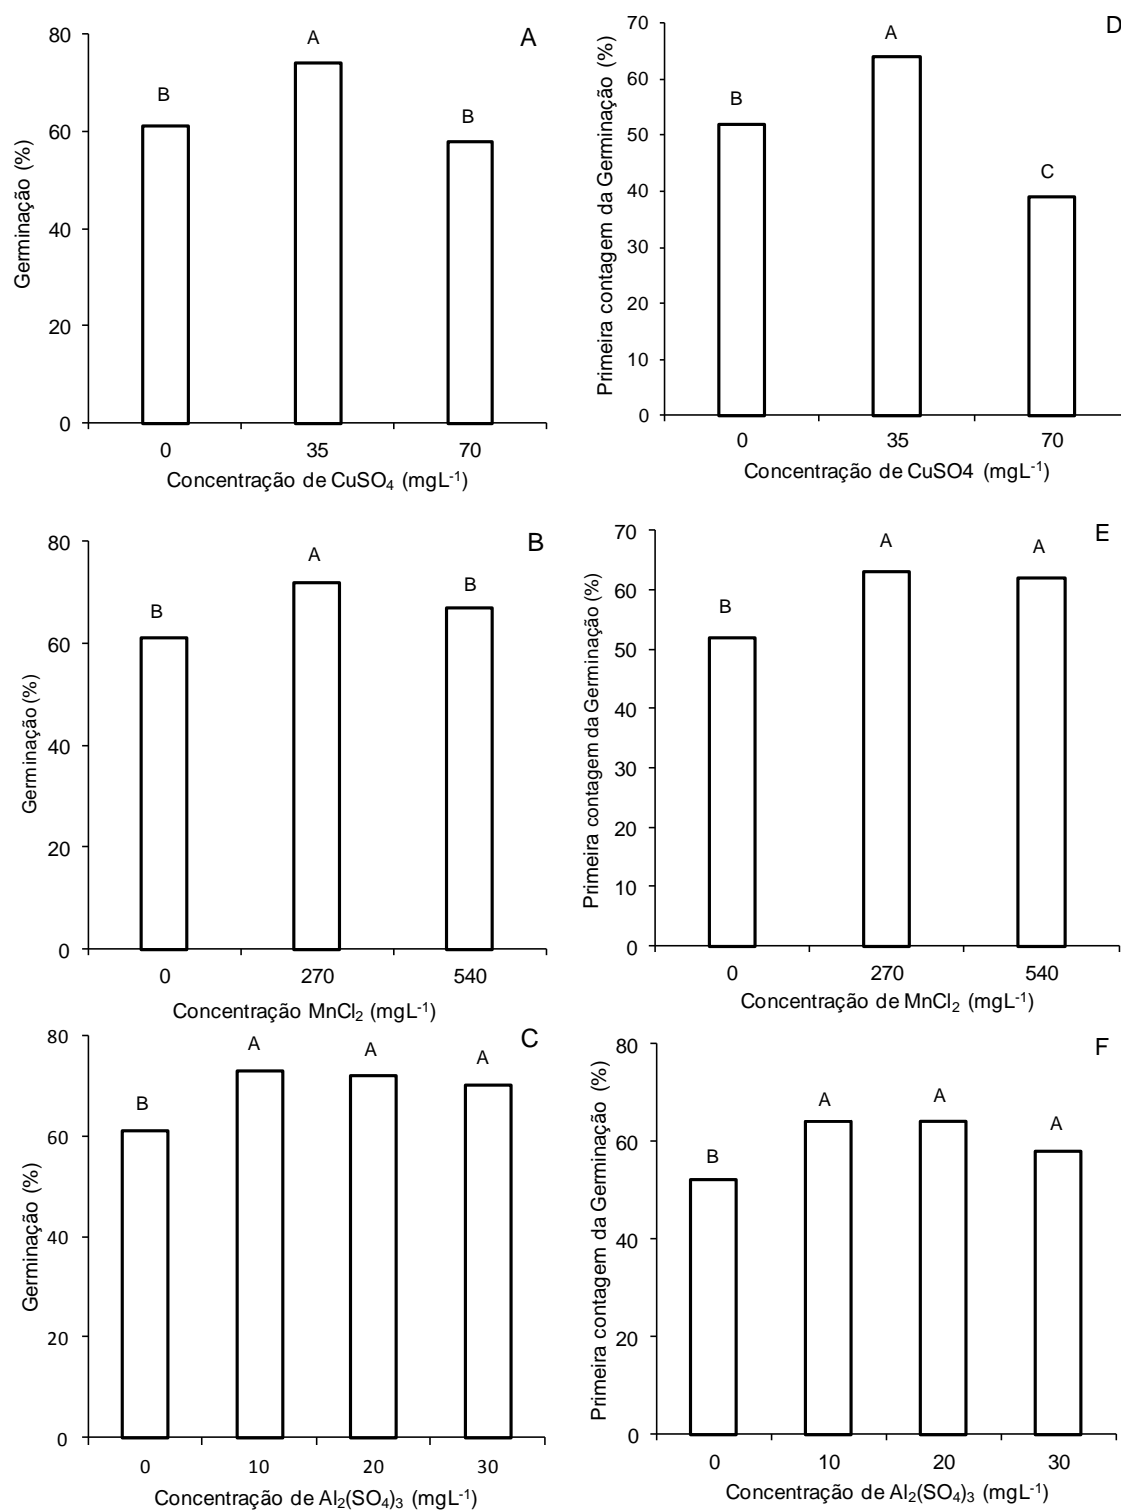 A
Germinação (%)
80
60
40
20
0
B
A
B
0 35 70
Concentração de CuSO₄ (mgL⁻¹)
D
Primeira contagem da Germinação (%)
70
60
50
40
30
20
10
0
B
A
C
0 35 70
Concentração de CuSO4 (mgL⁻¹)
B
Germinação (%)
80
60
40
20
0
B
A
B
0 270 540
Concentração MnCl₂ (mgL⁻¹)
E
Primeira contagem da Germinação (%)
70
60
50
40
30
20
10
0
B
A
A
0 270 540
Concentração de MnCl₂ (mgL⁻¹)
C
Germinação (%)
80
60
40
20
0
B
A
A
A
0 10 20 30
Concentração de Al₂(SO₄)₃ (mgL⁻¹)
F
Primeira contagem da Germinação (%)
80
60
40
20
0
B
A
A
A
0 10 20 30
Concentração de Al₂(SO₄)₃ (mgL⁻¹)